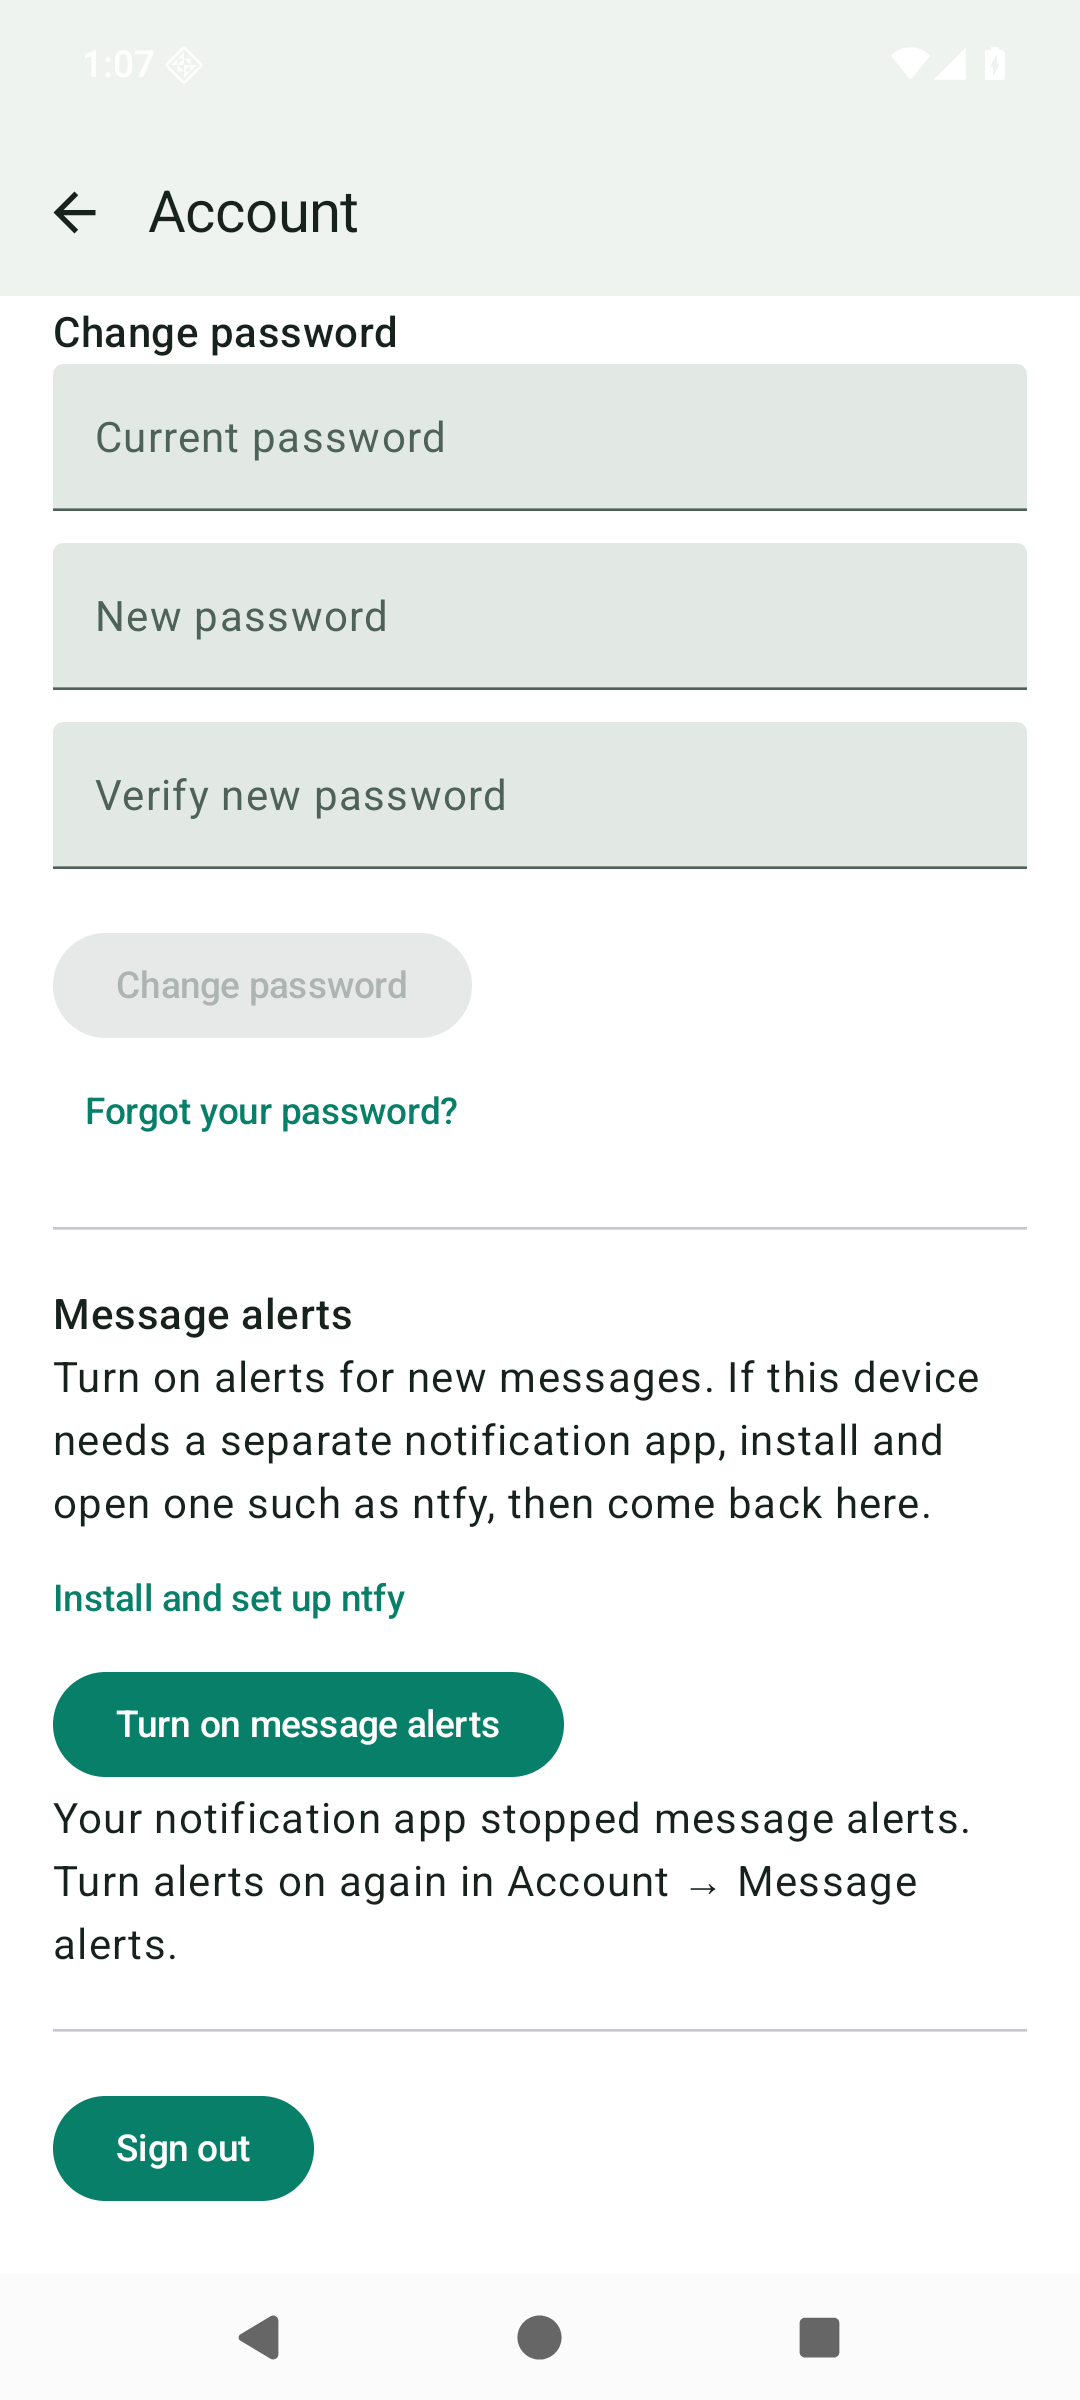 1:07
Account
Change password
Current password
New password
Verify new password
Change password
Forgot your password?
Message alerts
Turn on alerts for new messages. If this device
needs a separate notification app, install and
open one such as ntfy, then come back here.
Install and set up ntfy
Turn on message alerts
Your notification app stopped message alerts.
Turn alerts on again in Account → Message
alerts.
Sign out